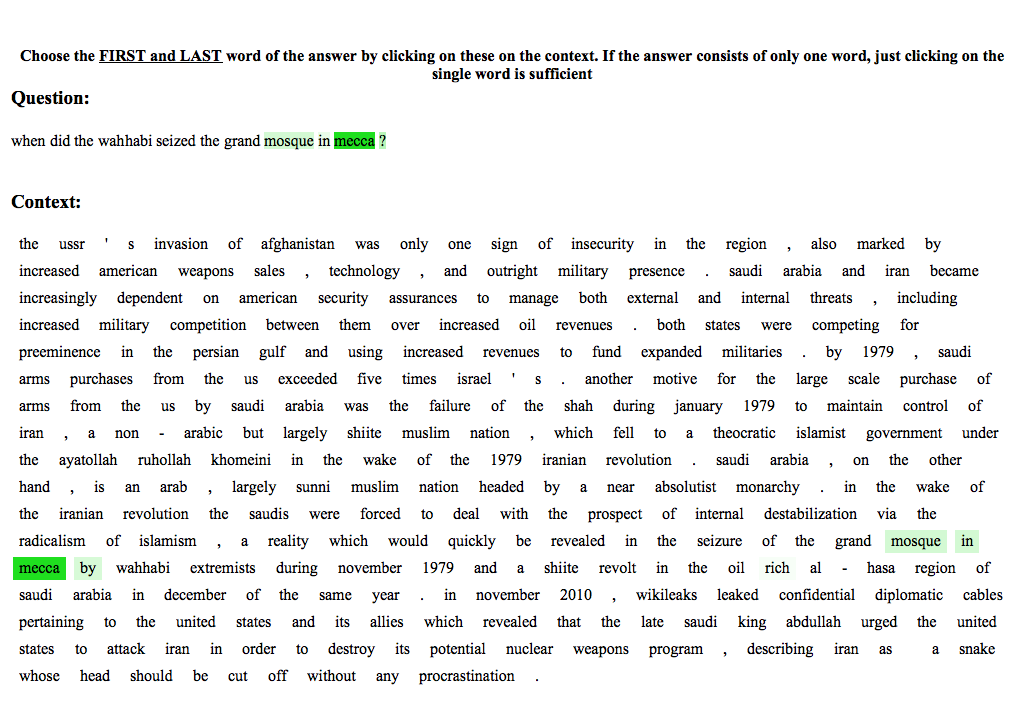 Choose the FIRST and LAST word of the answer by clicking on these on the context. If the answer consists of only one word, just clicking on the
single word is sufficient
Question:
when did the wahhabi seized the grand mosque in mecca ?
Context:
the ussr ' s invasion of afghanistan was only one sign of insecurity in the region , also marked by
increased american weapons sales , technology , and outright military presence . saudi arabia and iran became
increasingly dependent on american security assurances to manage both external and internal threats , including
increased military competition between them over increased oil revenues . both states were competing for
preeminence in the persian gulf and using increased revenues to fund expanded militaries . by 1979 , saudi
arms purchases from the us exceeded five times israel ' s . another motive for the large scale purchase of
arms from the us by saudi arabia was the failure of the shah during january 1979 to maintain control of
iran , a non - arabic but largely shiite muslim nation , which fell to a theocratic islamist government under
the ayatollah ruhollah khomeini in the wake of the 1979 iranian revolution . saudi arabia , on the other
hand , is an arab , largely sunni muslim nation headed by a near absolutist monarchy . in the wake of
the iranian revolution the saudis were forced to deal with the prospect of internal destabilization via the
radicalism of islamism , a reality which would quickly be revealed in the seizure of the grand mosque in
mecca by wahhabi extremists during november 1979 and a shiite revolt in the oil rich al - hasa region of
saudi arabia in december of the same year . in november 2010 , wikileaks leaked confidential diplomatic cables
pertaining to the united states and its allies which revealed that the late saudi king abdullah urged the united
states to attack iran in order to destroy its potential nuclear weapons program , describing iran as a snake
whose head should be cut off without any procrastination .